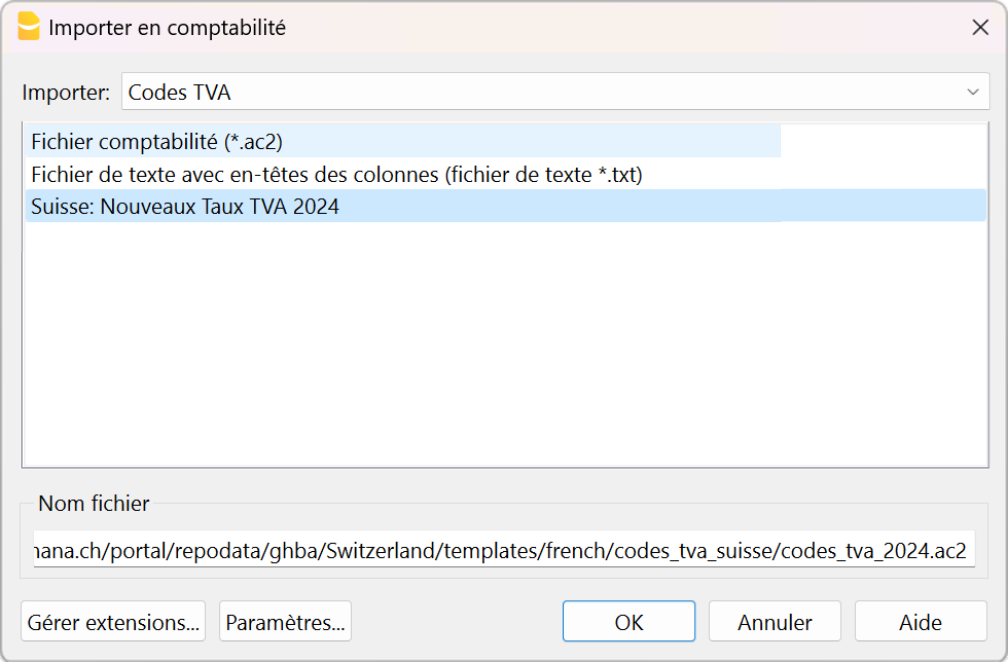 Importer en comptabilité
Importer: Codes TVA
Fichier comptabilité (*.ac2)
Fichier de texte avec en-têtes des colonnes (fichier de texte *.txt)
Suisse: Nouveaux Taux TVA 2024
Nom fichier
ana.ch/portal/repodata/ghba/Switzerland/templates/french/codes_tva_suisse/codes_tva_2024.ac2
Gérer extensions... Paramètres... OK Annuler Aide